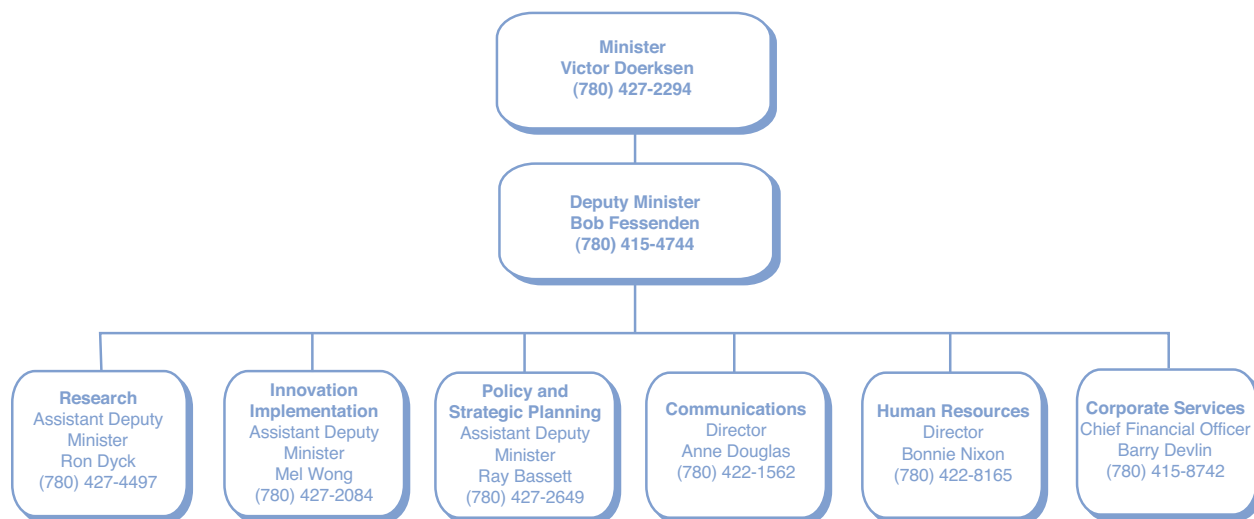 Minister
Victor Doerksen
(780) 427-2294
Deputy Minister
Bob Fessenden
(780) 415-4744
Research
Assistant Deputy
Minister
Ron Dyck
(780) 427-4497
Innovation
Implementation
Assistant Deputy
Minister
Mel Wong
(780) 427-2084
Policy and
Strategic Planning
Assistant Deputy
Minister
Ray Bassett
(780) 427-2649
Communications
Director
Anne Douglas
(780) 422-1562
Human Resources
Director
Bonnie Nixon
(780) 422-8165
Corporate Services
Chief Financial Officer
Barry Devlin
(780) 415-8742